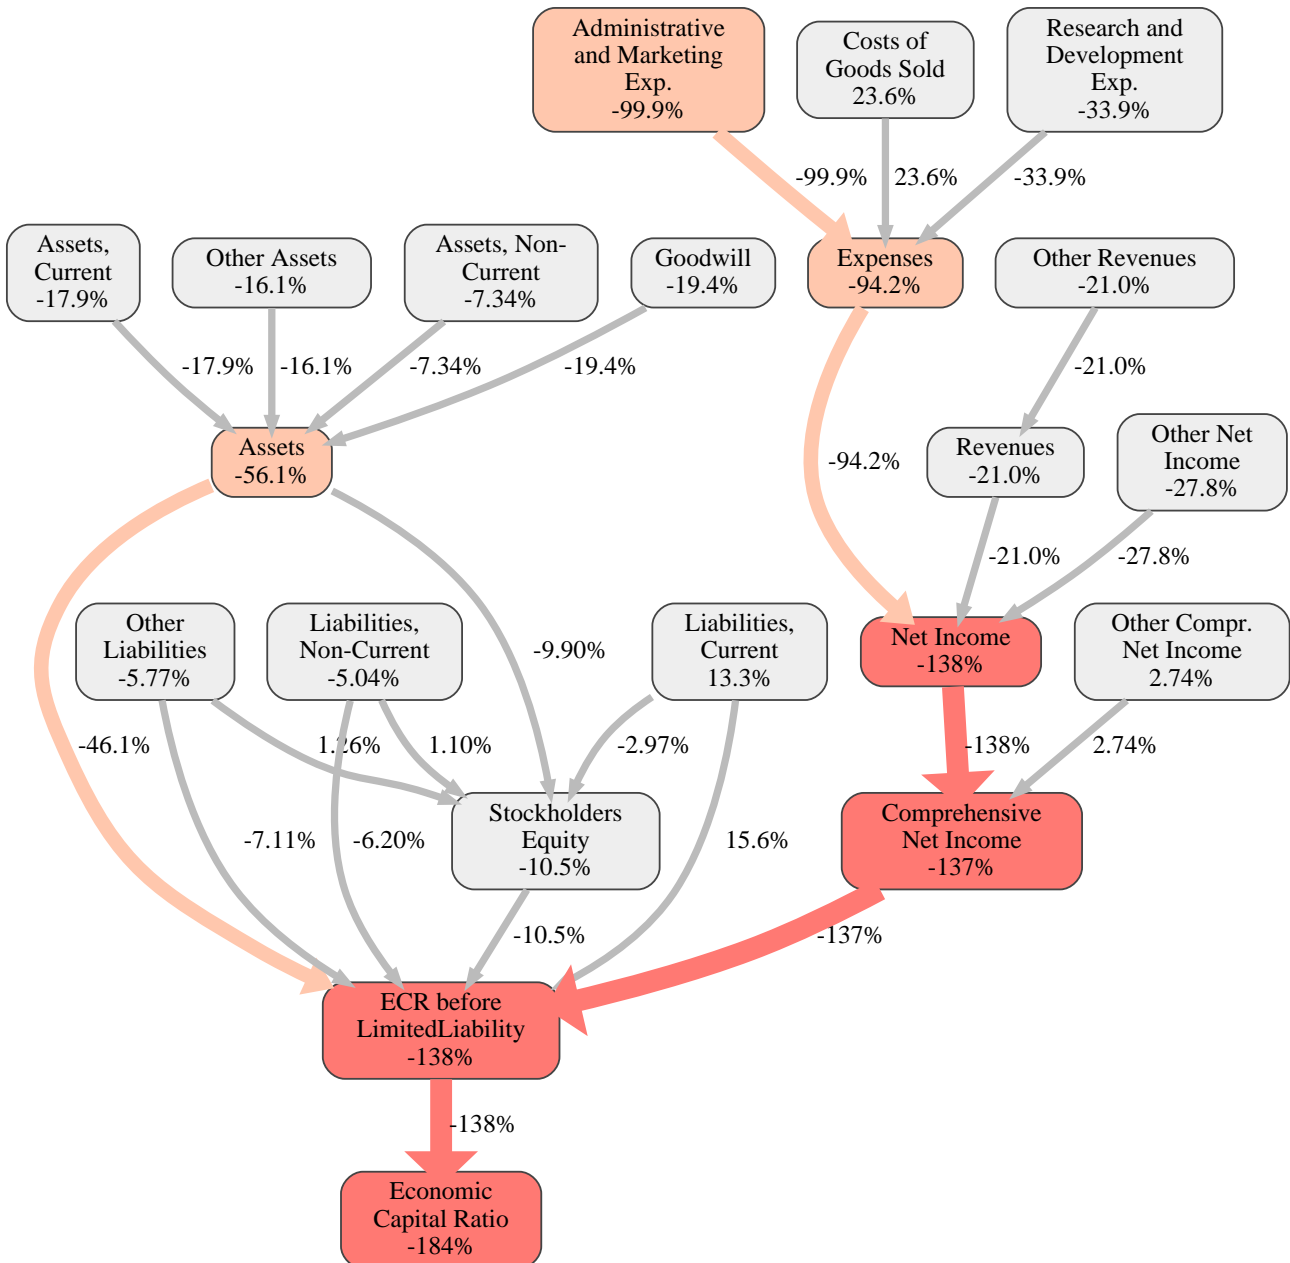 Administrative
and Marketing
Exp.
-99.9%
Costs of
Goods Sold
23.6%
Research and
Development
Exp.
-33.9%
-99.9%
23.6%
-33.9%
Assets,
Current
-17.9%
Other Assets
-16.1%
Assets, Non-
Current
-7.34%
Goodwill
-19.4%
Expenses
-94.2%
Other Revenues
-21.0%
-17.9%
-16.1%
-7.34%
-19.4%
-21.0%
Assets
-56.1%
-94.2%
Revenues
-21.0%
Other Net
Income
-27.8%
-21.0%
-27.8%
Other
Liabilities
-5.77%
Liabilities,
Non-Current
-5.04%
-9.90%
Liabilities,
Current
13.3%
Net Income
-138%
Other Compr.
Net Income
2.74%
-46.1%
1.26%
1.10%
-2.97%
-138%
2.74%
-7.11%
-6.20%
Stockholders
Equity
-10.5%
15.6%
Comprehensive
Net Income
-137%
-10.5%
-137%
ECR before
LimitedLiability
-138%
-138%
Economic
Capital Ratio
-184%